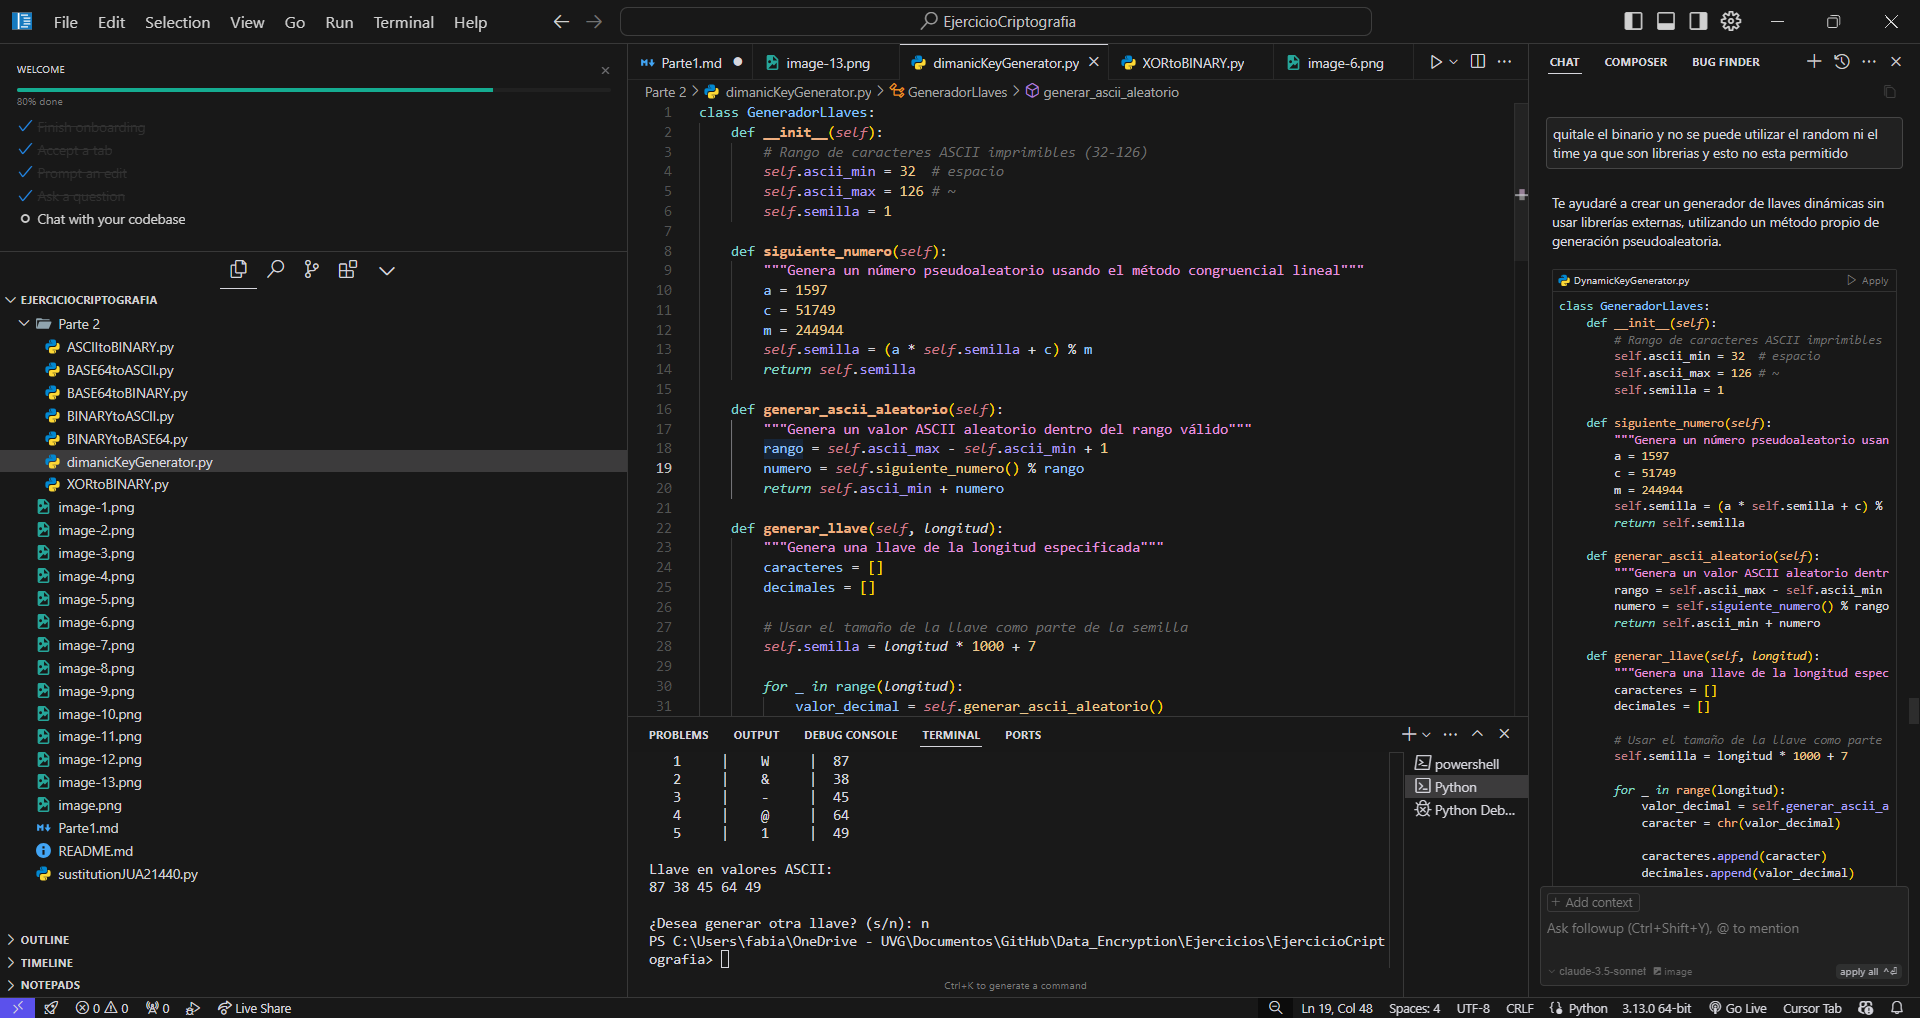 File Edit Selection View Go Run Terminal Help
EjercicioCriptografia
WELCOME
80% done
Finish onboarding
Accept a tab
Prompt an edit
Ask a question
Chat with your codebase
EJERCICIOCRIPTOGRAFIA
Parte 2
ASCIItoBINARY.py
BASE64toASCII.py
BASE64toBINARY.py
BINARYtoASCII.py
BINARYtoBASE64.py
dimanicKeyGenerator.py
XORtoBINARY.py
image-1.png
image-2.png
image-3.png
image-4.png
image-5.png
image-6.png
image-7.png
image-8.png
image-9.png
image-10.png
image-11.png
image-12.png
image-13.png
image.png
Parte1.md
README.md
sustitutionJUA21440.py
OUTLINE
TIMELINE
NOTEPADS
Parte1.md image-13.png dimanicKeyGenerator.py XORtoBINARY.py image-6.png
Parte 2 > dimanicKeyGenerator.py > GeneradorLlaves > generar_ascii_aleatorio
1 class GeneradorLlaves:
2     def __init__(self):
3         # Rango de caracteres ASCII imprimibles (32-126)
4         self.ascii_min = 32  # espacio
5         self.ascii_max = 126 # ~
6         self.semilla = 1
7
8     def siguiente_numero(self):
9         """Genera un número pseudoaleatorio usando el método congruencial lineal"""
10         a = 1597
11         c = 51749
12         m = 244944
13         self.semilla = (a * self.semilla + c) % m
14         return self.semilla
15
16     def generar_ascii_aleatorio(self):
17         """Genera un valor ASCII aleatorio dentro del rango válido"""
18         rango = self.ascii_max - self.ascii_min + 1
19         numero = self.siguiente_numero() % rango
20         return self.ascii_min + numero
21
22     def generar_llave(self, longitud):
23         """Genera una llave de la longitud especificada"""
24         caracteres = []
25         decimales = []
26
27         # Usar el tamaño de la llave como parte de la semilla
28         self.semilla = longitud * 1000 + 7
29
30         for _ in range(longitud):
31             valor_decimal = self.generar_ascii_aleatorio()
PROBLEMS OUTPUT DEBUG CONSOLE TERMINAL PORTS
1 | W | 87
2 | & | 38
3 | - | 45
4 | @ | 64
5 | 1 | 49
Llave en valores ASCII:
87 38 45 64 49
¿Desea generar otra llave? (s/n): n
PS C:\Users\fabia\OneDrive - UVG\Documentos\GitHub\Data_Encryption\Ejercicios\EjercicioCript
ografia>
Ctrl+K to generate a command
powershell
Python
Python Deb...
CHAT COMPOSER BUG FINDER
quitale el binario y no se puede utilizar el random ni el
time ya que son librerias y esto no esta permitido
Te ayudaré a crear un generador de llaves dinámicas sin
usar librerías externas, utilizando un método propio de
generación pseudoaleatoria.
DynamicKeyGenerator.py Apply
class GeneradorLlaves:
    def __init__(self):
        # Rango de caracteres ASCII imprimibles
        self.ascii_min = 32  # espacio
        self.ascii_max = 126 # ~
        self.semilla = 1
    def siguiente_numero(self):
        """Genera un número pseudoaleatorio usan
        a = 1597
        c = 51749
        m = 244944
        self.semilla = (a * self.semilla + c) %
        return self.semilla
    def generar_ascii_aleatorio(self):
        """Genera un valor ASCII aleatorio dentr
        rango = self.ascii_max - self.ascii_min
        numero = self.siguiente_numero() % rango
        return self.ascii_min + numero
    def generar_llave(self, longitud):
        """Genera una llave de la longitud espec
        caracteres = []
        decimales = []
        # Usar el tamaño de la llave como parte
        self.semilla = longitud * 1000 + 7
        for _ in range(longitud):
            valor_decimal = self.generar_ascii_a
            caracter = chr(valor_decimal)
            caracteres.append(caracter)
            decimales.append(valor_decimal)
+ Add context
Ask followup (Ctrl+Shift+Y), @ to mention
claude-3.5-sonnet image apply all
0 0 0 Live Share Ln 19, Col 48 Spaces: 4 UTF-8 CRLF Python 3.13.0 64-bit Go Live Cursor Tab